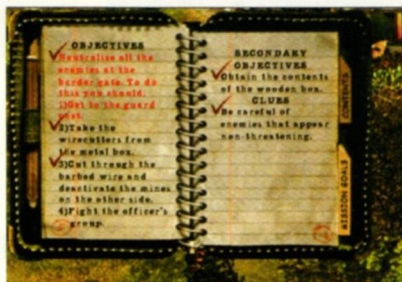 OBJECTIVES
Neutralise all the
enemies at the
border gate. To do
this you should:
1)Get to the guard
post.
2)Take the
wirecutters from
the metal box.
3)Cut through the
barbed wire and
deactivate the mines
on the other side.
4)Fight the officer's
group.
SECONDARY
OBJECTIVES
Obtain the contents
of the wooden box.
CLUES
Be careful of
enemies that appear
non-threatening.
CONTENTS
MISSION GOALS